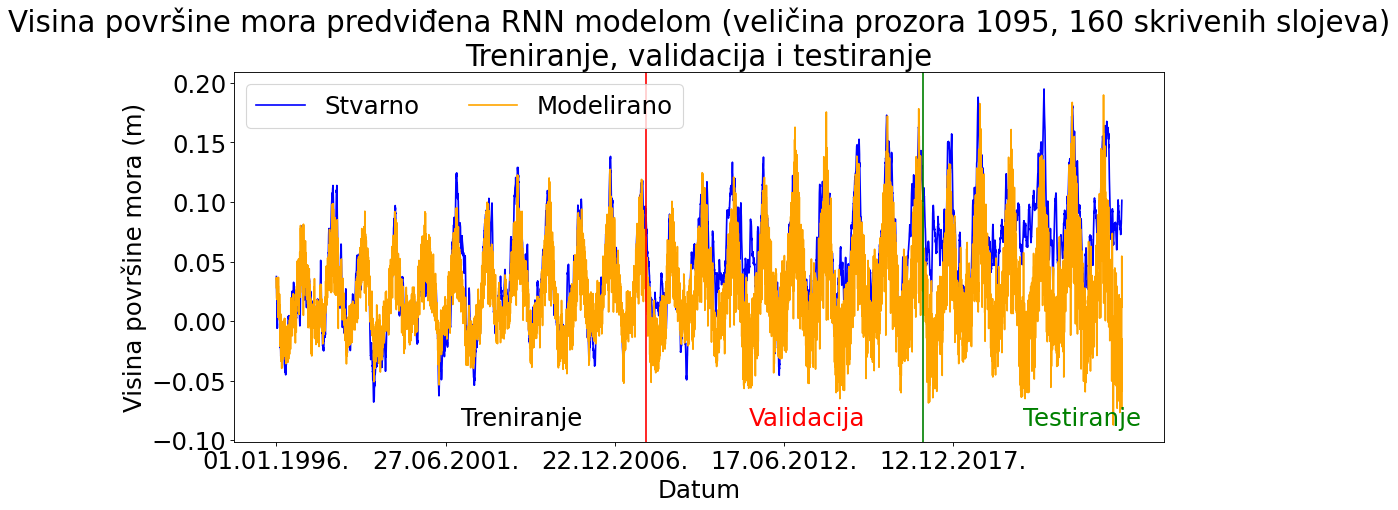 Visina površine mora predviđena RNN modelom (veličina prozora 1095, 160 skrivenih slojeva)
Treniranje, validacija i testiranje
Stvarno
Modelirano
Visina površine mora (m)
0.20
0.15
0.10
0.05
0.00
−0.05
−0.10
Treniranje
Validacija
Testiranje
01.01.1996.
27.06.2001.
22.12.2006.
17.06.2012.
12.12.2017.
Datum